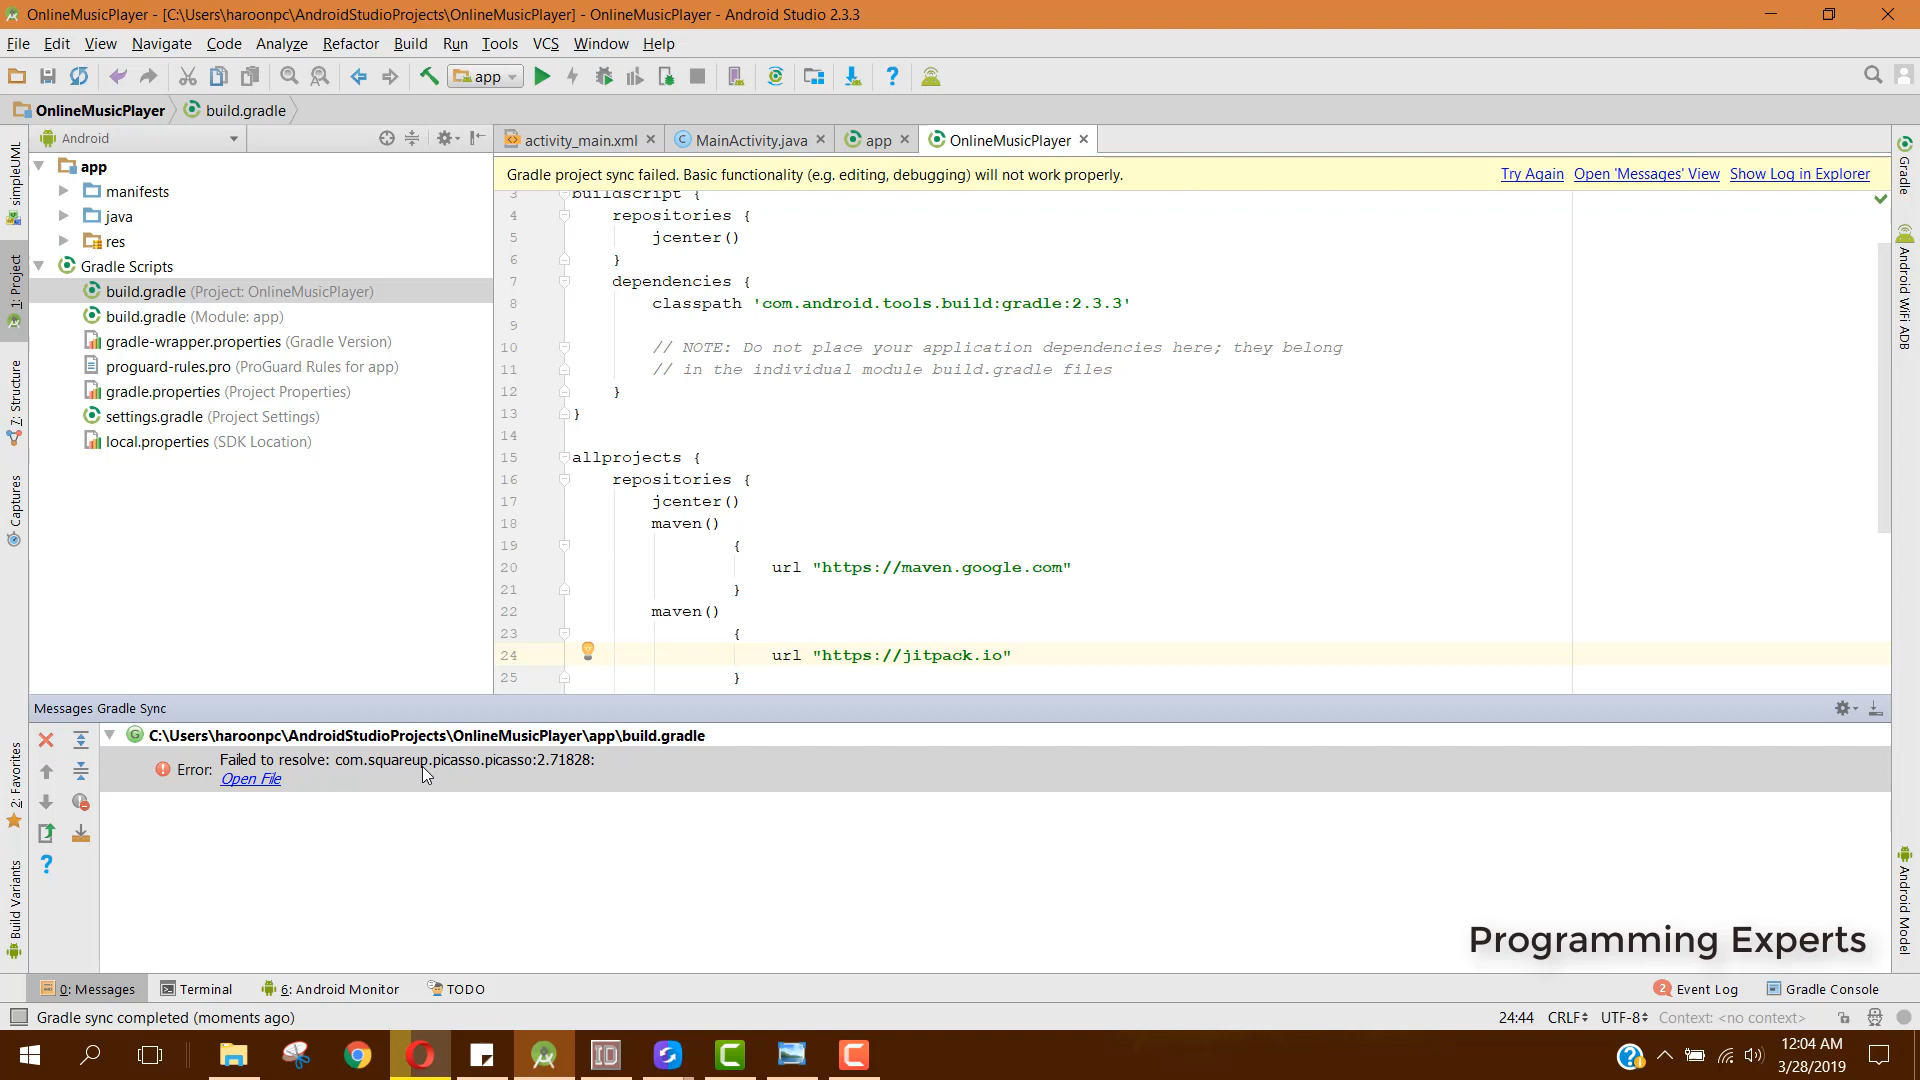 OnlineMusicPlayer - [C:\Users\haroonpc\AndroidStudioProjects\OnlineMusicPlayer] - OnlineMusicPlayer - Android Studio 2.3.3
File Edit View Navigate Code Analyze Refactor Build Run Tools VCS Window Help
app
OnlineMusicPlayer build.gradle
Android
activity_main.xml MainActivity.java app OnlineMusicPlayer
Gradle project sync failed. Basic functionality (e.g. editing, debugging) will not work properly. Try Again Open 'Messages' View Show Log in Explorer
app
manifests
java
res
Gradle Scripts
build.gradle (Project: OnlineMusicPlayer)
build.gradle (Module: app)
gradle-wrapper.properties (Gradle Version)
proguard-rules.pro (ProGuard Rules for app)
gradle.properties (Project Properties)
settings.gradle (Project Settings)
local.properties (SDK Location)
3 buildscript {
4 repositories {
5 jcenter()
6 }
7 dependencies {
8 classpath 'com.android.tools.build:gradle:2.3.3'
9
10 // NOTE: Do not place your application dependencies here; they belong
11 // in the individual module build.gradle files
12 }
13 }
14
15 allprojects {
16 repositories {
17 jcenter()
18 maven()
19 {
20 url "https://maven.google.com"
21 }
22 maven()
23 {
24 url "https://jitpack.io"
25 }
simpleUML
1: Project
7: Structure
Captures
2: Favorites
Build Variants
Gradle
Android WiFi ADB
Android Model
Messages Gradle Sync
C:\Users\haroonpc\AndroidStudioProjects\OnlineMusicPlayer\app\build.gradle
Error: Failed to resolve: com.squareup.picasso.picasso:2.71828:
Open File
Programming Experts
0: Messages Terminal 6: Android Monitor TODO 2 Event Log Gradle Console
Gradle sync completed (moments ago) 24:44 CRLF UTF-8 Context: <no context>
12:04 AM
3/28/2019